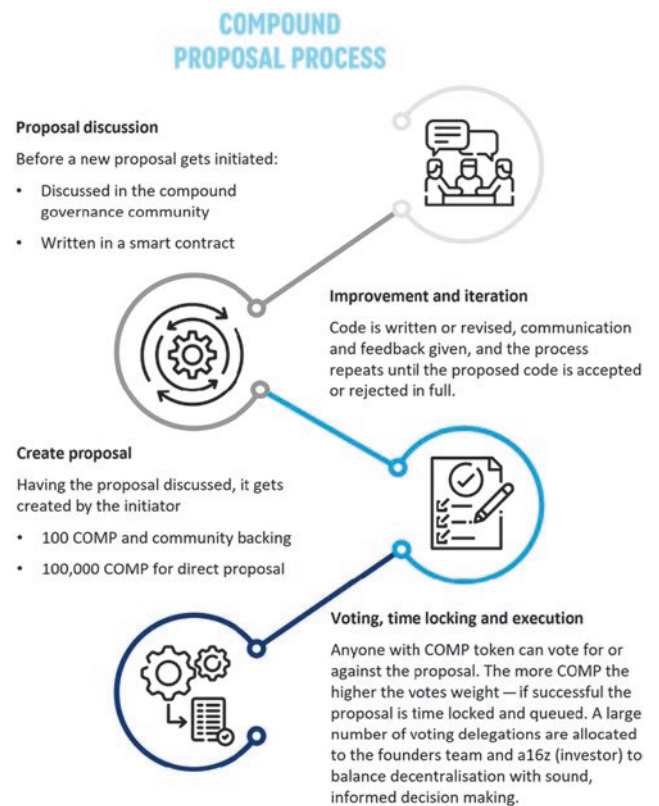 COMPOUND
PROPOSAL PROCESS
Proposal discussion
Before a new proposal gets initiated:
• Discussed in the compound
governance community
• Written in a smart contract
Improvement and iteration
Code is written or revised, communication
and feedback given, and the process
repeats until the proposed code is accepted
or rejected in full.
Create proposal
Having the proposal discussed, it gets
created by the initiator
• 100 COMP and community backing
• 100,000 COMP for direct proposal
Voting, time locking and execution
Anyone with COMP token can vote for or
against the proposal. The more COMP the
higher the votes weight — if successful the
proposal is time locked and queued. A large
number of voting delegations are allocated
to the founders team and a16z (investor) to
balance decentralisation with sound,
informed decision making.